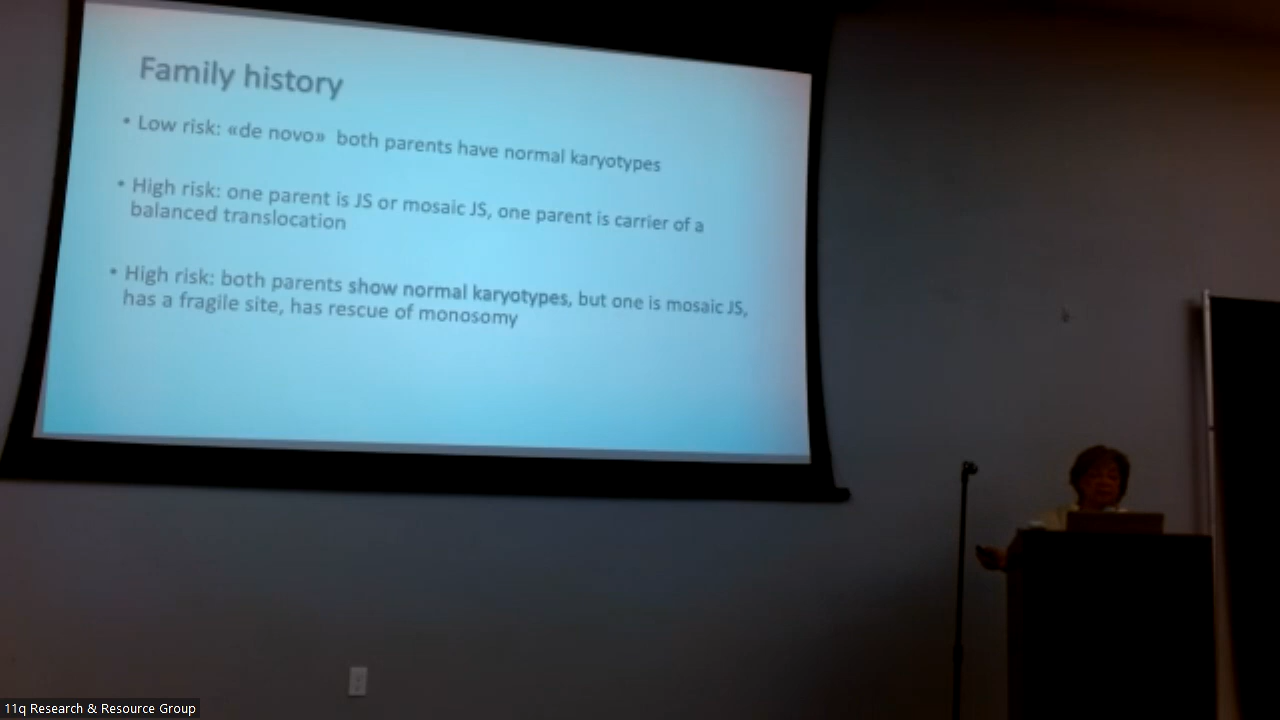 Family history
• Low risk: «de novo» both parents have normal karyotypes
• High risk: one parent is JS or mosaic JS, one parent is carrier of a
balanced translocation
• High risk: both parents show normal karyotypes, but one is mosaic JS,
has a fragile site, has rescue of monosomy
11q Research & Resource Group